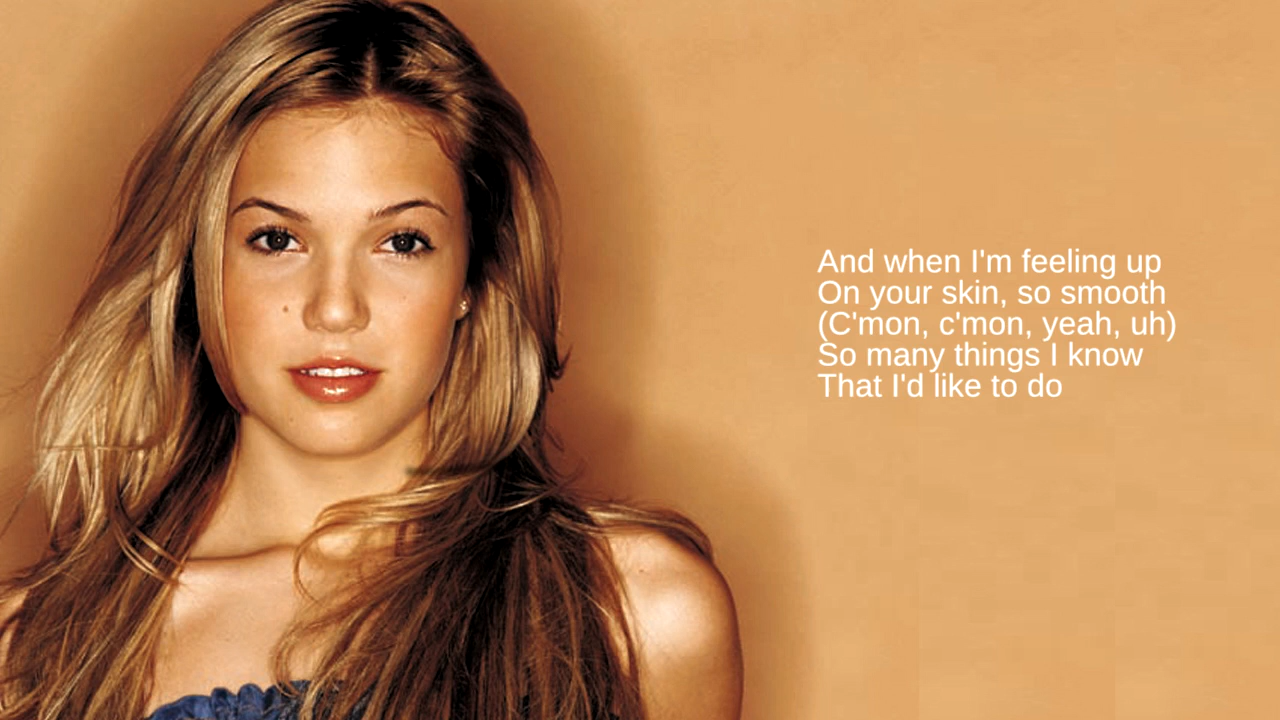 And when I'm feeling up
On your skin, so smooth
(C'mon, c'mon, yeah, uh)
So many things I know
That I'd like to do